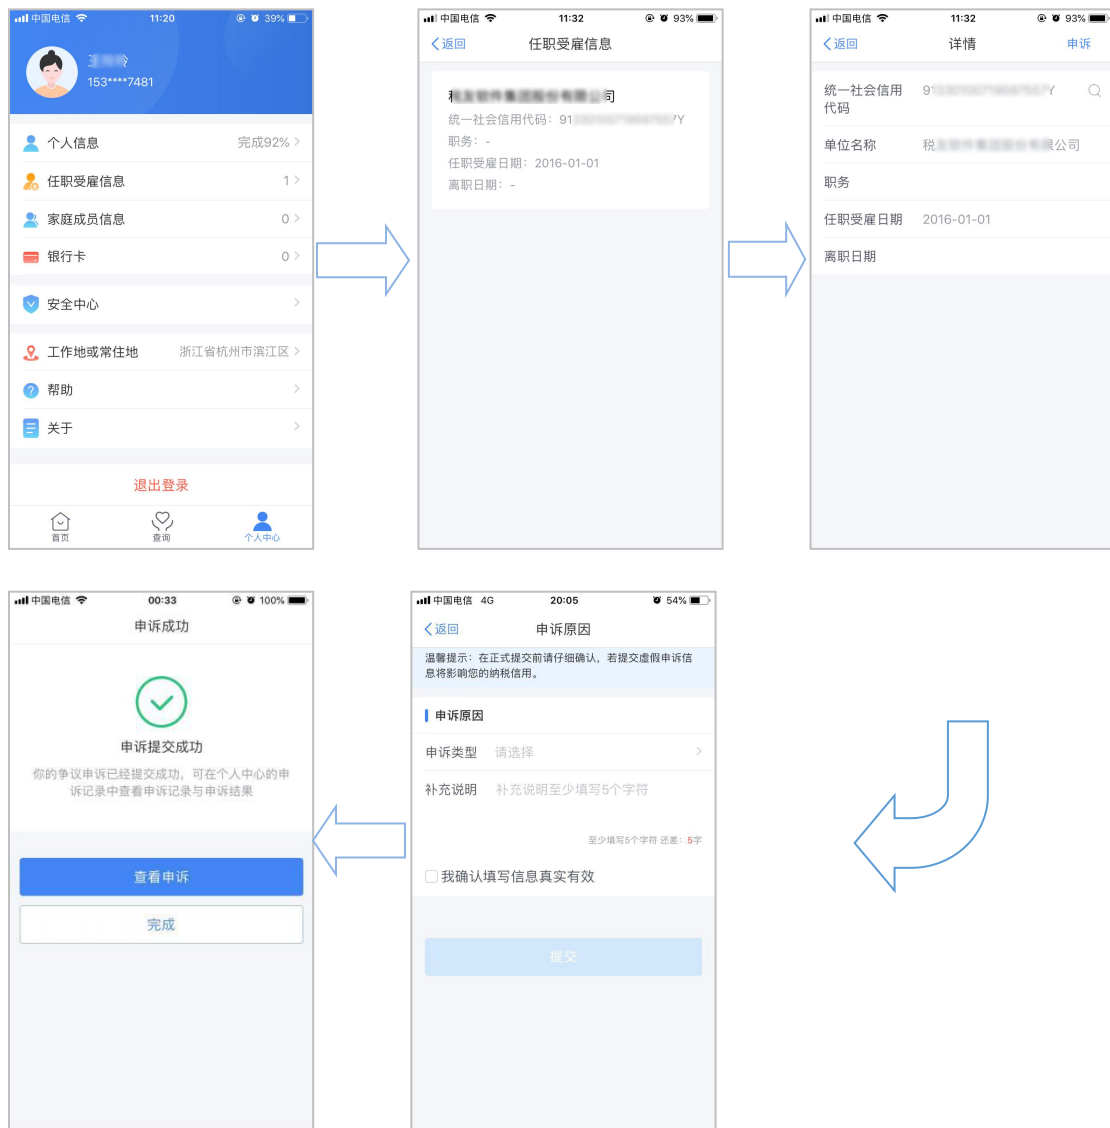 中国电信
11:20
39%
153****7481
个人信息
完成92%
任职受雇信息
1
家庭成员信息
0
银行卡
0
安全中心
工作地或常住地
浙江省杭州市滨江区
帮助
关于
退出登录
首页
查询
个人中心
中国电信
11:32
93%
返回
任职受雇信息
公司
统一社会信用代码：91 7Y
职务：-
任职受雇日期：2016-01-01
离职日期：-
中国电信
11:32
93%
返回
详情
申诉
统一社会信用
代码
9 Y
单位名称
税 公司
职务
任职受雇日期
2016-01-01
离职日期
中国电信
00:33
100%
申诉成功
申诉提交成功
你的争议申诉已经提交成功，可在个人中心的申
诉记录中查看申诉记录与申诉结果
查看申诉
完成
中国电信 4G
20:05
54%
返回
申诉原因
温馨提示：在正式提交前请仔细确认，若提交虚假申诉信
息将影响您的纳税信用。
申诉原因
申诉类型
请选择
补充说明
补充说明至少填写5个字符
至少填写5个字符 还差：5字
我确认填写信息真实有效
提交